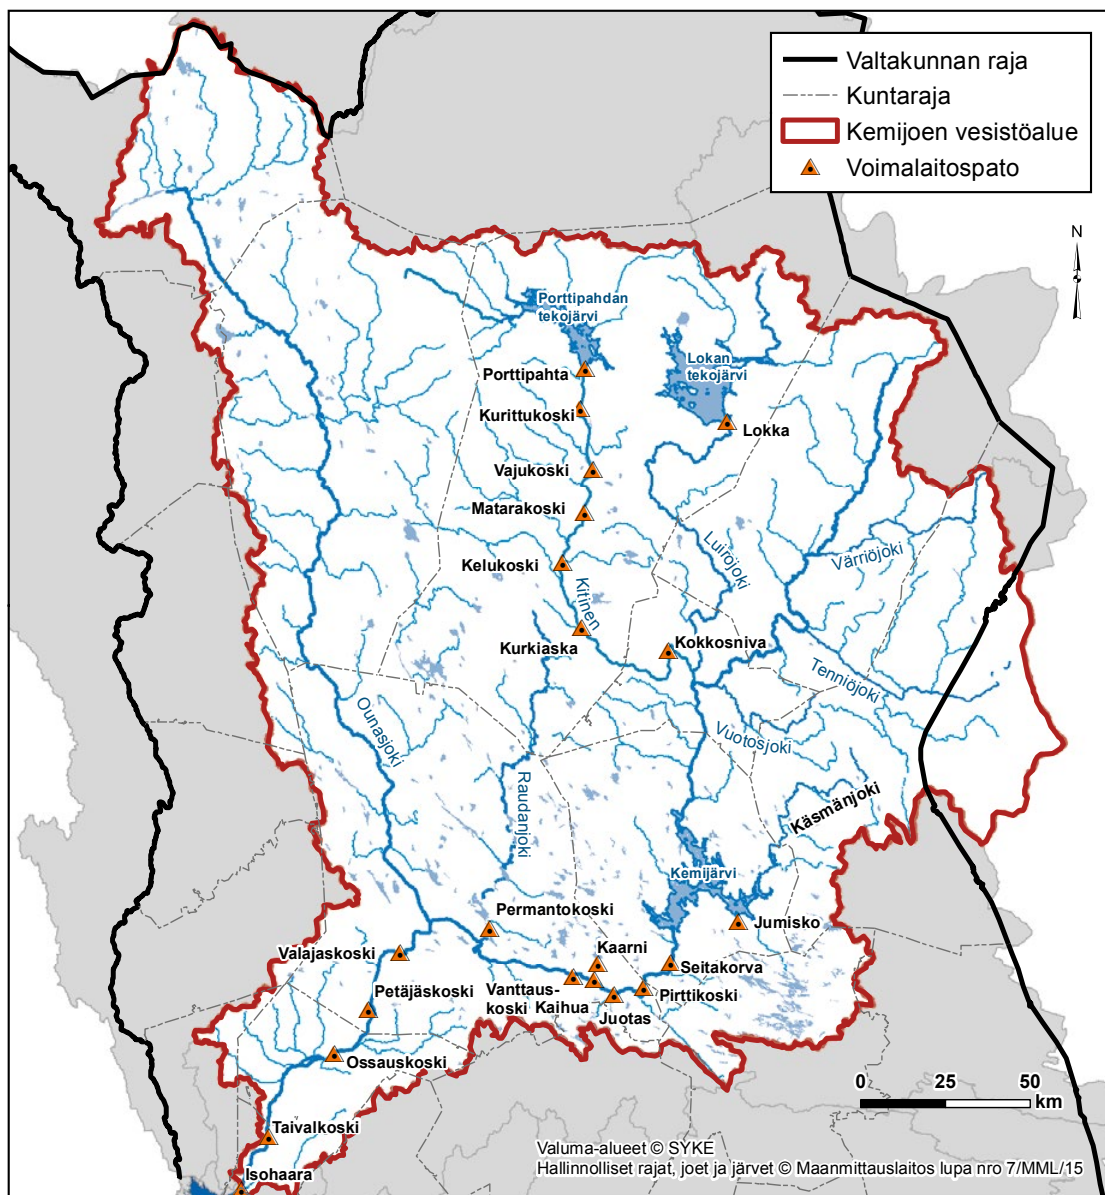 Valtakunnan raja
Kuntaraja
Kemijoen vesistöalue
Voimalaitospato
N
Porttipahdan
tekojärvi
Lokan
tekojärvi
Porttipahta
Kurittukoski
Lokka
Vajukoski
Matarakoski
Luirojoki
Värriöjoki
Kelukoski
Kitinen
Kurkiaska
Kokkosniva
Tenniöjoki
Ounasjoki
Vuotosjoki
Raudanjoki
Käsmänjoki
Kemijärvi
Permantokoski
Jumisko
Valajaskoski
Kaarni
Seitakorva
Petäjäskoski
Vanttaus-
koski
Kaihua
Pirttikoski
Juotas
Ossauskoski
Taivalkoski
Isohaara
0 25 50
km
Valuma-alueet © SYKE
Hallinnolliset rajat, joet ja järvet © Maanmittauslaitos lupa nro 7/MML/15